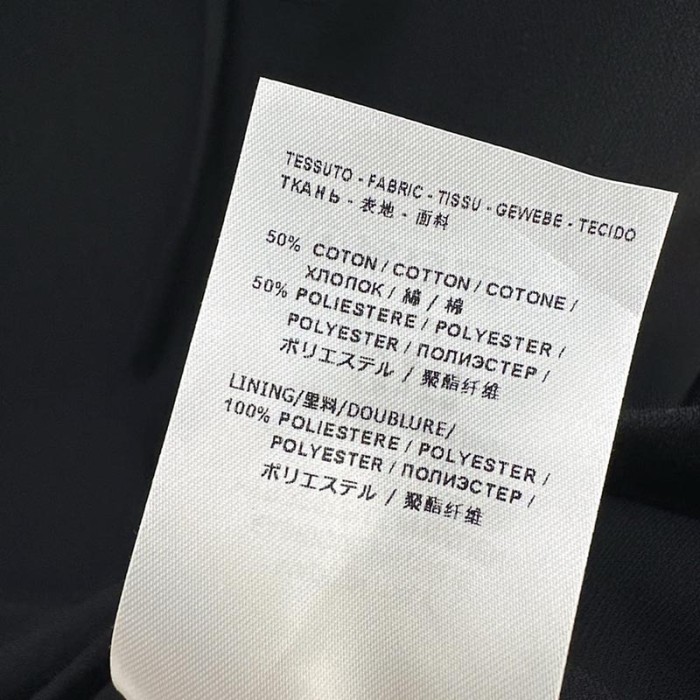 TESSUTO - FABRIC - TISSU - GEWEBE - TECIDO
ТКАНЬ - 表地 - 面料
50% COTON / COTTON / COTONE /
ХЛОПОК / 綿 / 棉
50% POLIESTERE / POLYESTER /
POLYESTER / ПОЛИЭСТЕР /
ポリエステル / 聚酯纤维
LINING/里料/DOUBLURE/
100% POLIESTERE / POLYESTER /
POLYESTER / ПОЛИЭСТЕР /
ポリエステル / 聚酯纤维